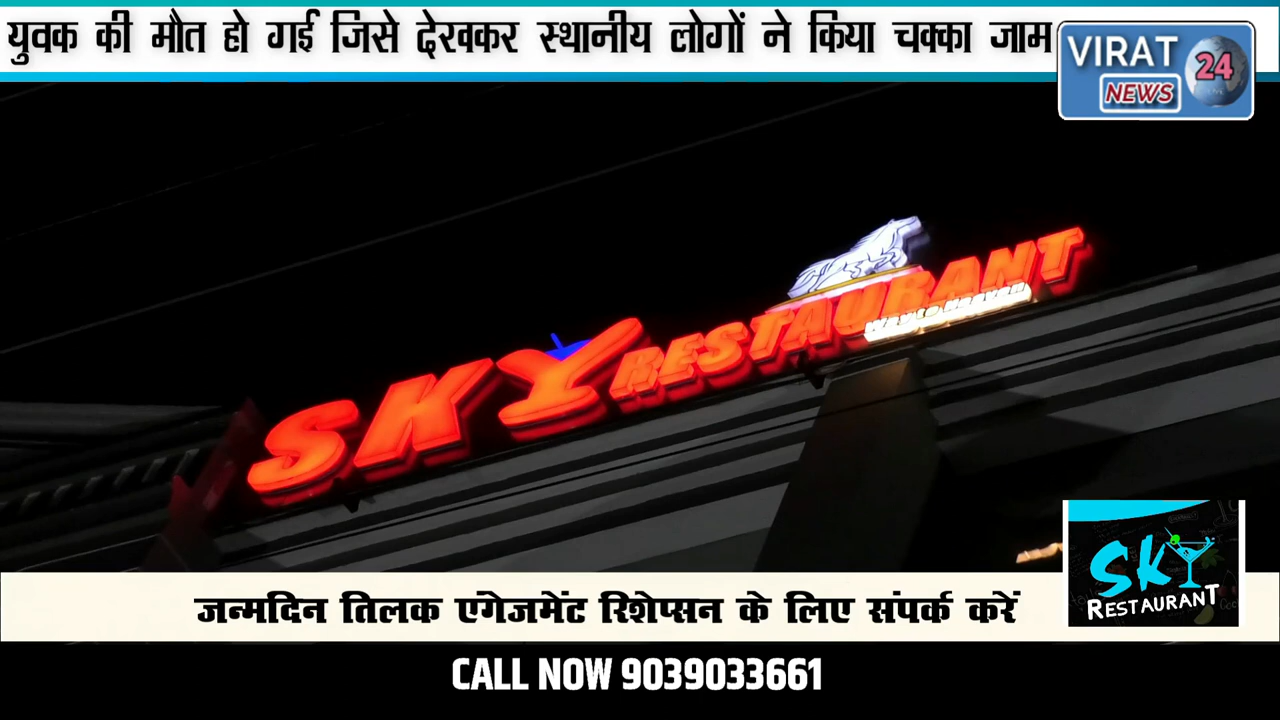 युवक की मौत हो गई जिसे देखकर स्थानीय लोगों ने किया चक्का जाम
VIRAT
24
NEWS
SKY RESTAURANT
जन्मदिन तिलक एंगेजमेंट रिशेप्सन के लिए संपर्क करें
SKY
RESTAURANT
CALL NOW 9039033661